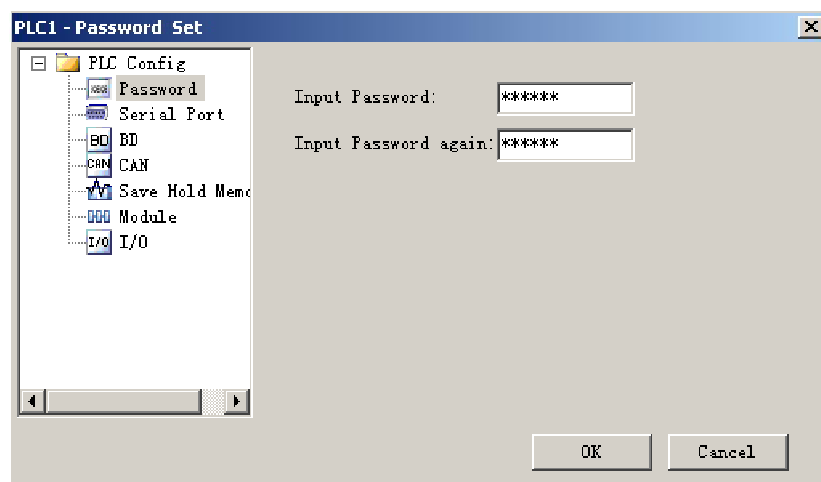 PLC1 - Password Set
PLC Config
Password
Serial Port
BD BD
CAN CAN
Save Hold Memo
Module
I/O I/O
Input Password: ******
Input Password again: ******
OK Cancel